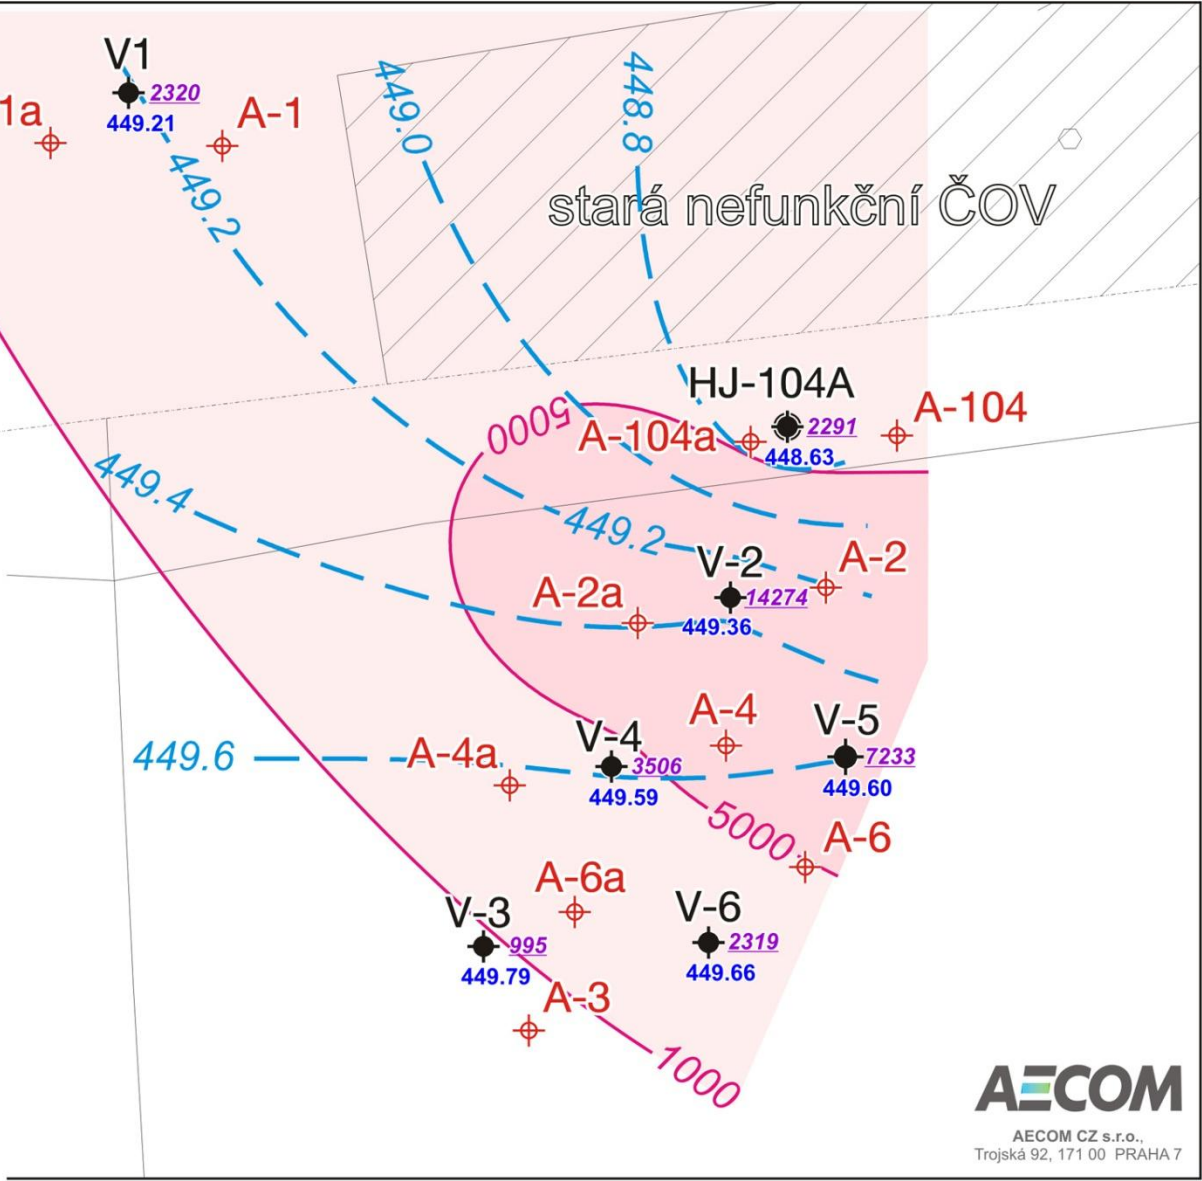 V1
2320
449.21
1a
A-1
449.2
449.0
448.8
stará nefunkční ČOV
HJ-104A
2291
448.63
A-104a
A-104
5000
449.4
449.2
V-2
14274
449.36
A-2
A-2a
A-4
V-5
7233
449.60
V-4
3506
449.59
449.6
A-4a
5000
A-6
A-6a
V-3
995
449.79
V-6
2319
449.66
A-3
1000
AECOM
AECOM CZ s.r.o.,
Trojská 92, 171 00 PRAHA 7